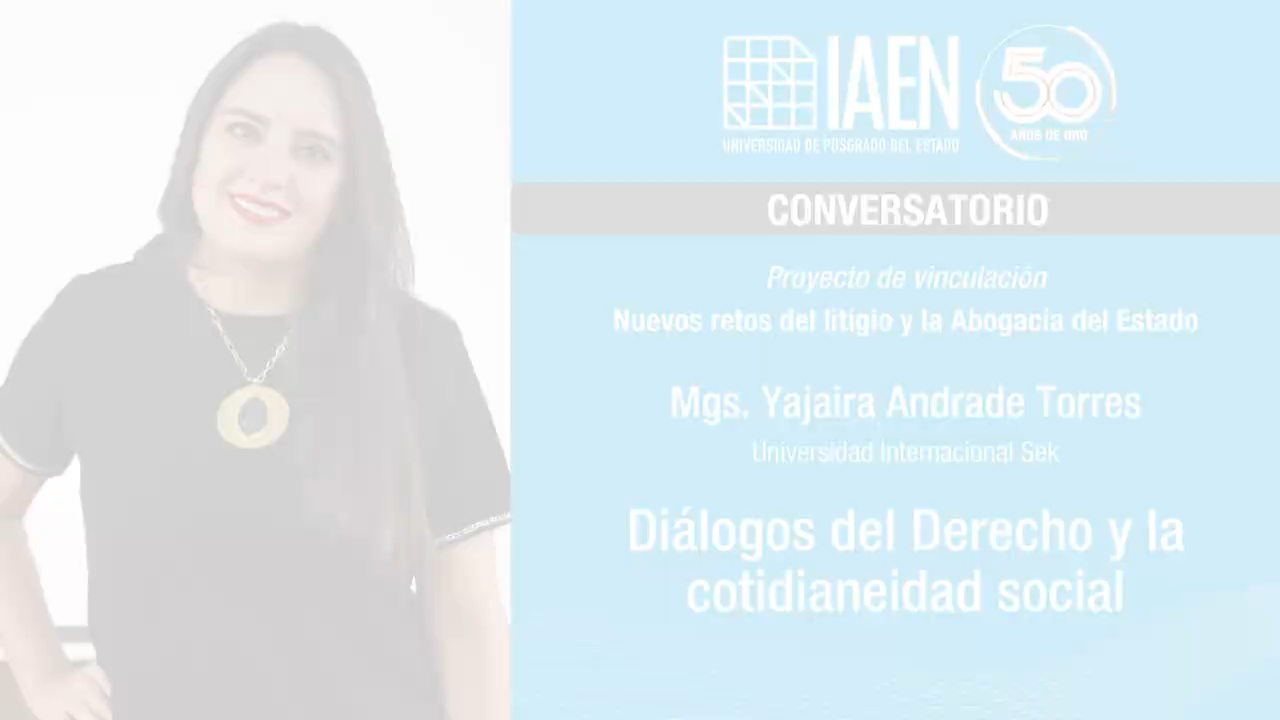 IAEN
UNIVERSIDAD DE POSGRADO DEL ESTADO
50
AÑOS DE ORO
CONVERSATORIO
Proyecto de vinculación
Nuevos retos del litigio y la Abogacía del Estado
Mgs. Yajaira Andrade Torres
Universidad Internacional Sek
Diálogos del Derecho y la
cotidianeidad social